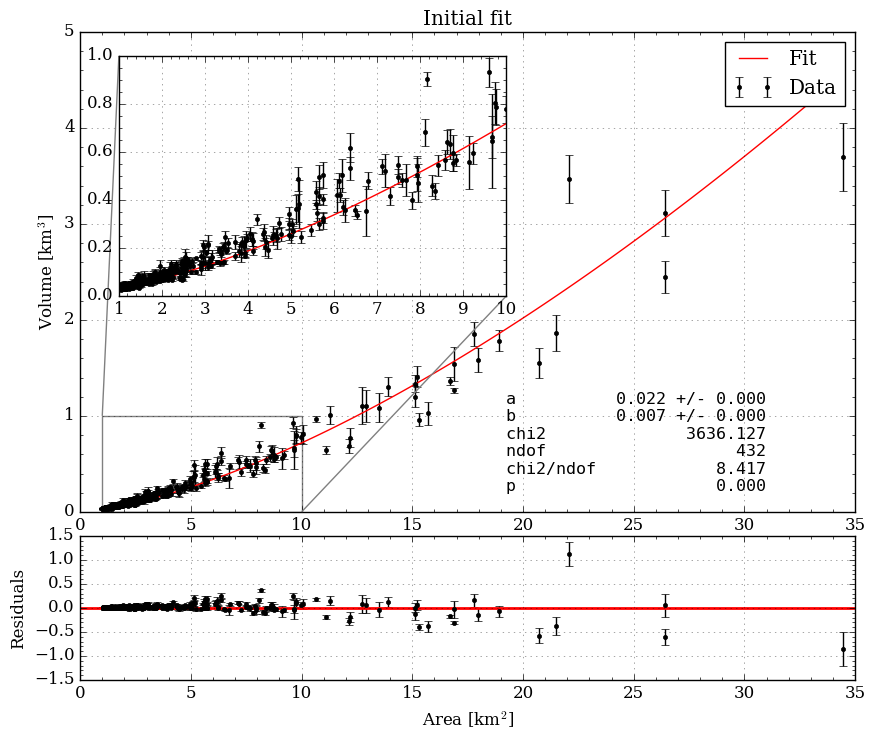 Initial fit
5
4
3
2
1
0
Volume [km³]
1.0
0.8
0.6
0.4
0.2
0.0
1 2 3 4 5 6 7 8 9 10
Fit
Data
a 0.022 +/- 0.000
b 0.007 +/- 0.000
chi2 3636.127
ndof 432
chi2/ndof 8.417
p 0.000
0 5 10 15 20 25 30 35
1.5
1.0
0.5
0.0
−0.5
−1.0
−1.5
Residuals
0 5 10 15 20 25 30 35
Area [km²]